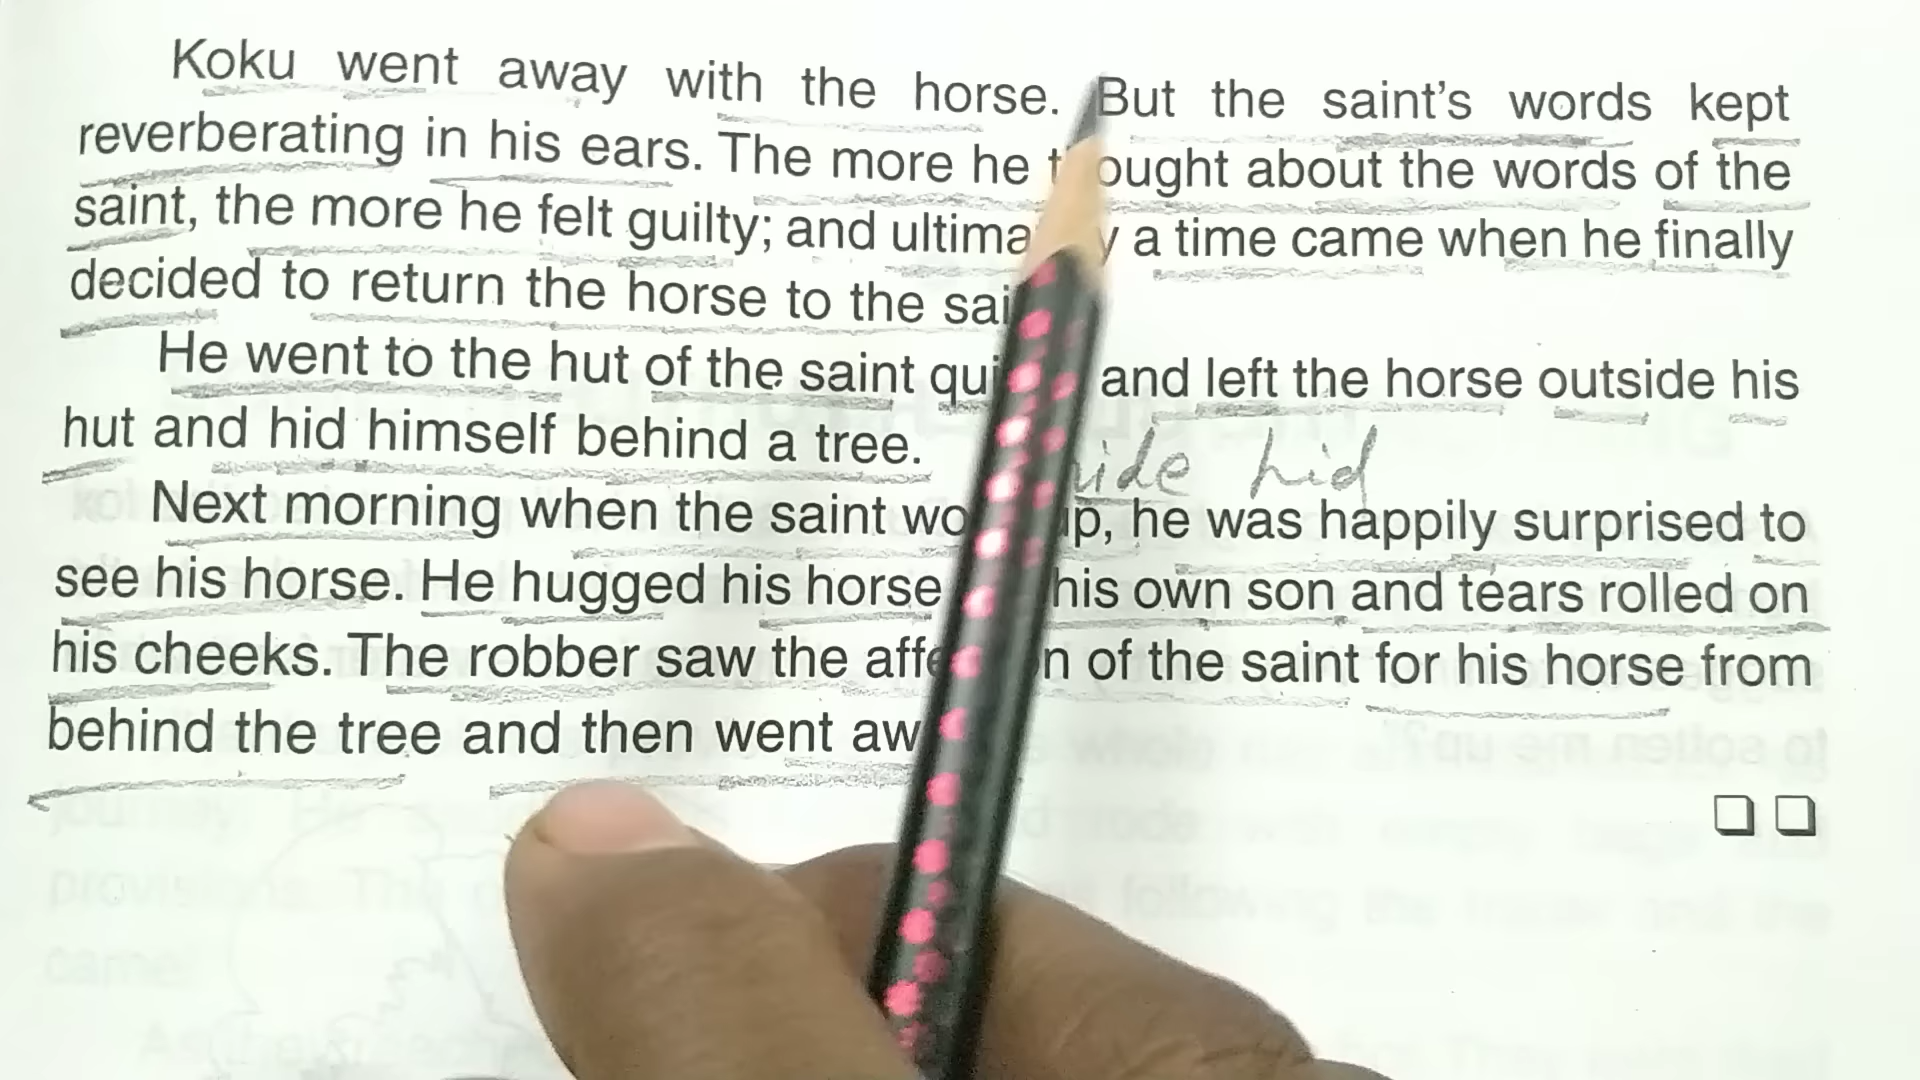 Koku went away with the horse. But the saint's words kept
reverberating in his ears. The more he thought about the words of the
saint, the more he felt guilty; and ultimately a time came when he finally
decided to return the horse to the
He went to the hut of the saint and left the horse outside his
hut and hid himself behind a tree.
hid
Next morning when the saint up, he was happily surprised to
see his horse. He hugged his horse his own son and tears rolled on
his cheeks. The robber saw the affection of the saint for his horse from
behind the tree and then went